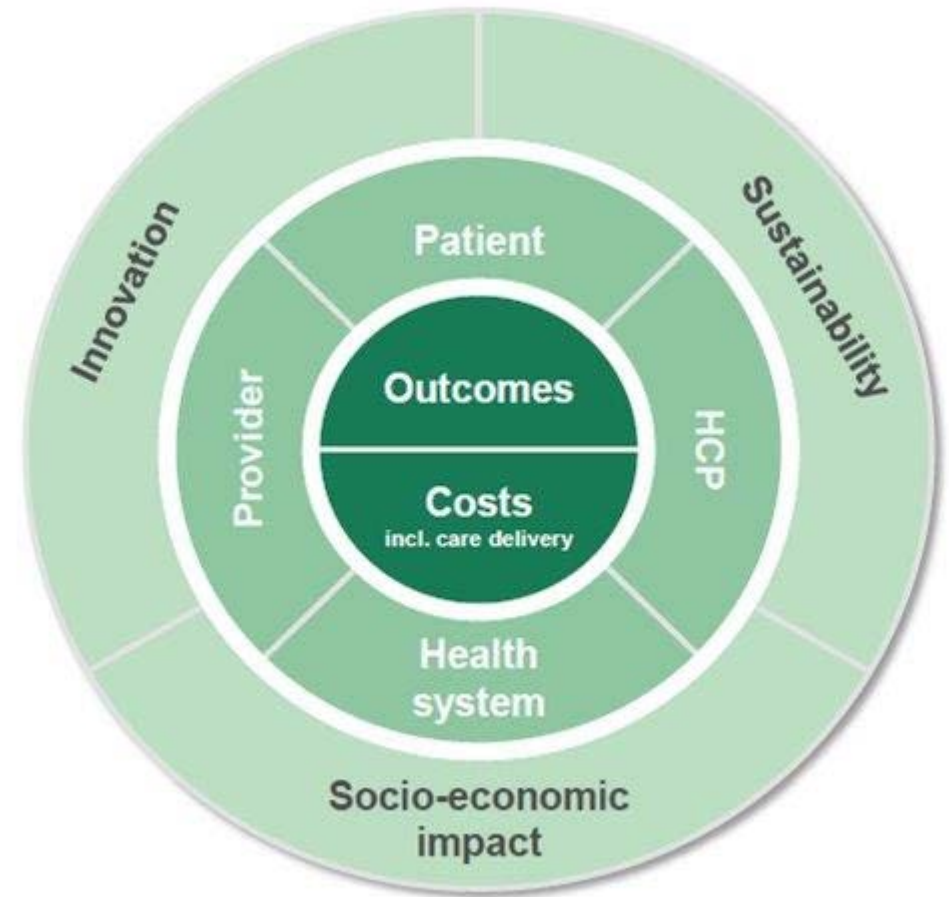 Innovation
Sustainability
Patient
Provider
HCP
Outcomes
Costs
incl. care delivery
Health
system
Socio-economic
impact